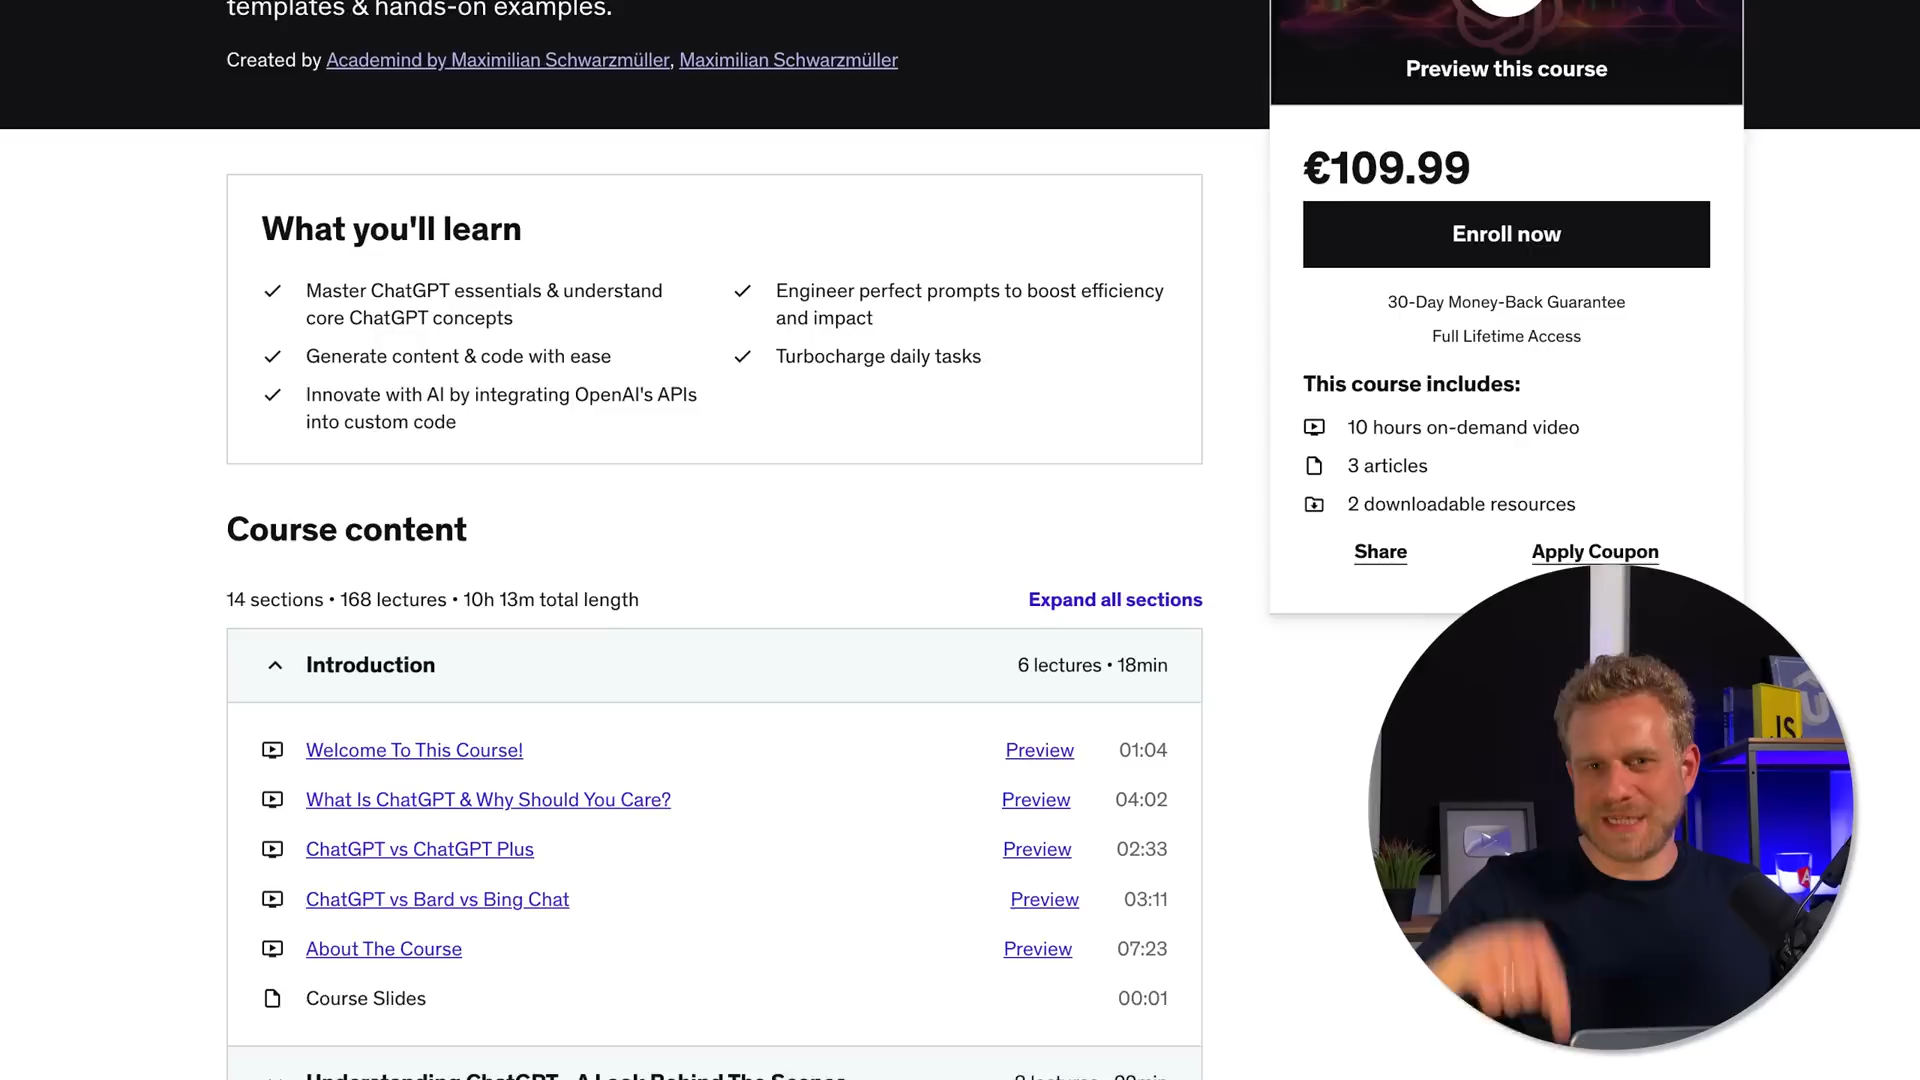 templates & hands-on examples.
Created by Academind by Maximilian Schwarzmüller, Maximilian Schwarzmüller
Preview this course
€109.99
Enroll now
30-Day Money-Back Guarantee
Full Lifetime Access
This course includes:
10 hours on-demand video
3 articles
2 downloadable resources
Share
Apply Coupon
What you'll learn
Master ChatGPT essentials & understand
core ChatGPT concepts
Engineer perfect prompts to boost efficiency
and impact
Generate content & code with ease
Turbocharge daily tasks
Innovate with AI by integrating OpenAI's APIs
into custom code
Course content
14 sections • 168 lectures • 10h 13m total length
Expand all sections
Introduction
6 lectures • 18min
Welcome To This Course! Preview 01:04
What Is ChatGPT & Why Should You Care? Preview 04:02
ChatGPT vs ChatGPT Plus Preview 02:33
ChatGPT vs Bard vs Bing Chat Preview 03:11
About The Course Preview 07:23
Course Slides 00:01
Understanding ChatGPT - A Look Behind The Scenes
JS
A